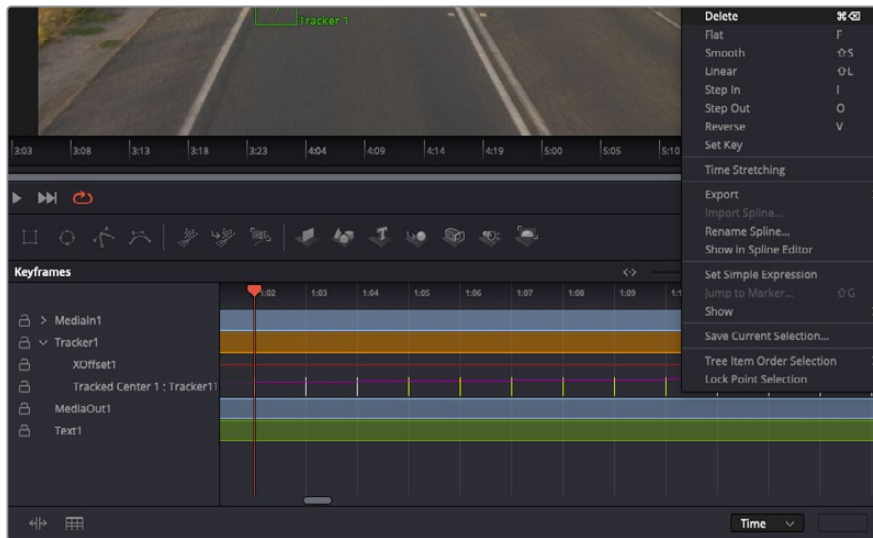 Tracker 1
Delete ⌘⌫
Flat F
Smooth ⇧S
Linear ⇧L
Step In I
Step Out O
Reverse V
Set Key
Time Stretching
Export
Import Spline...
Rename Spline...
Show in Spline Editor
Set Simple Expression
Jump to Marker... ⇧G
Show
Save Current Selection...
Tree Item Order Selection
Lock Point Selection
3:03 3:08 3:13 3:18 3:23 4:04 4:09 4:14 4:19 5:00 5:05 5:10
Keyframes
1:02 1:03 1:04 1:05 1:06 1:07 1:08 1:09
MediaIn1
Tracker1
XOffset1
Tracked Center 1 : Tracker1
MediaOut1
Text1
Time